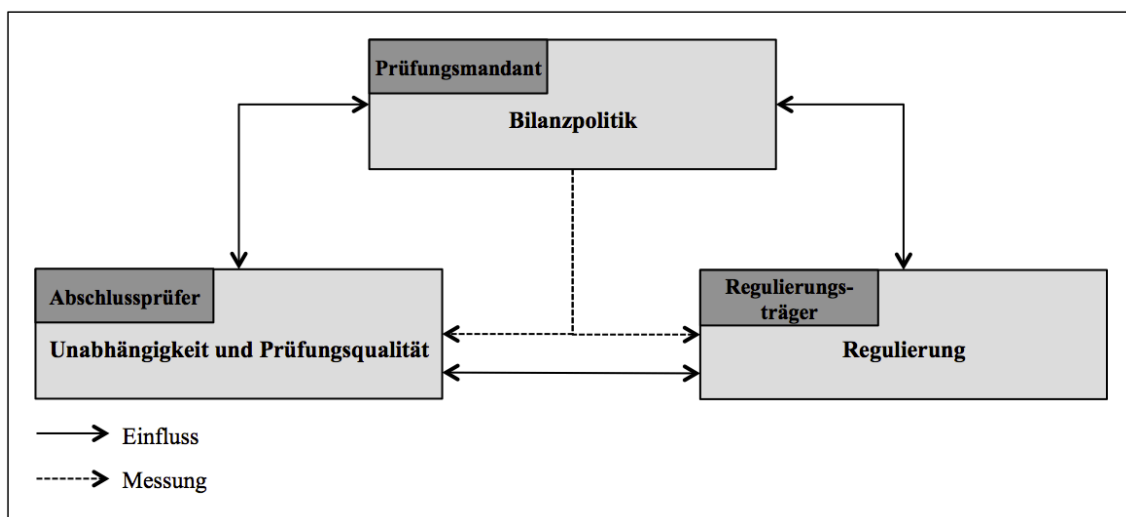 Prüfungsmandant
Bilanzpolitik
Abschlussprüfer
Unabhängigkeit und Prüfungsqualität
Regulierungs-
träger
Regulierung
Einfluss
Messung